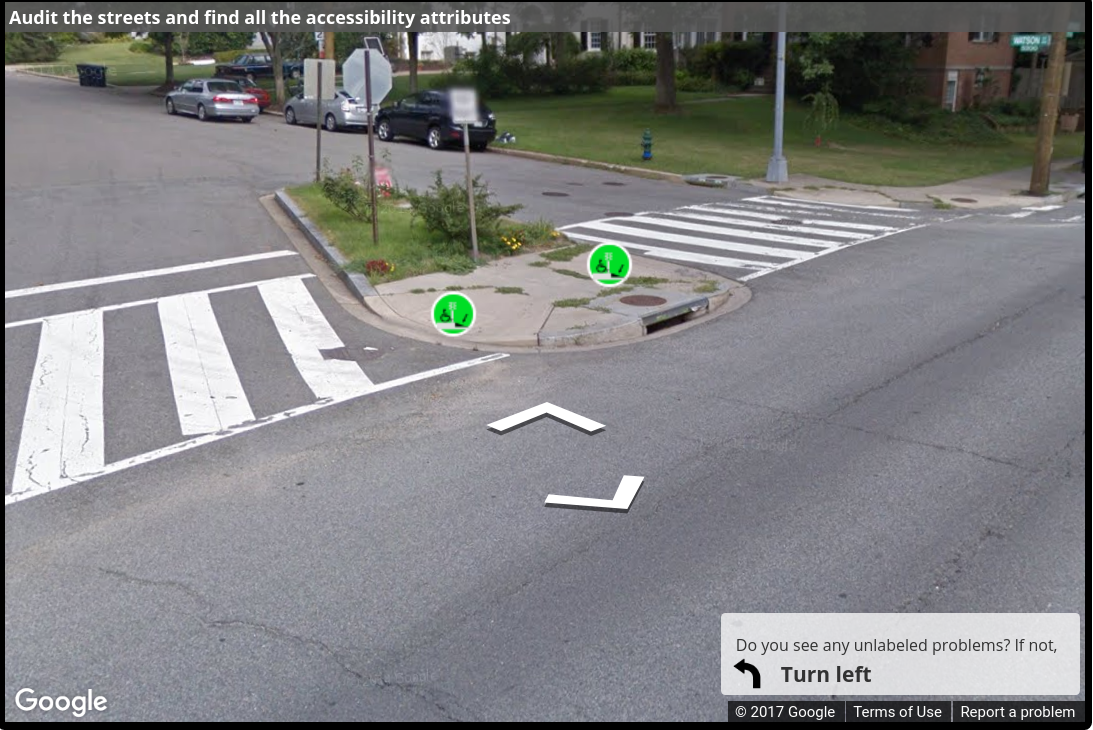 Audit the streets and find all the accessibility attributes
WATSON
Do you see any unlabeled problems? If not,
Turn left
Google
© 2017 Google
Terms of Use
Report a problem